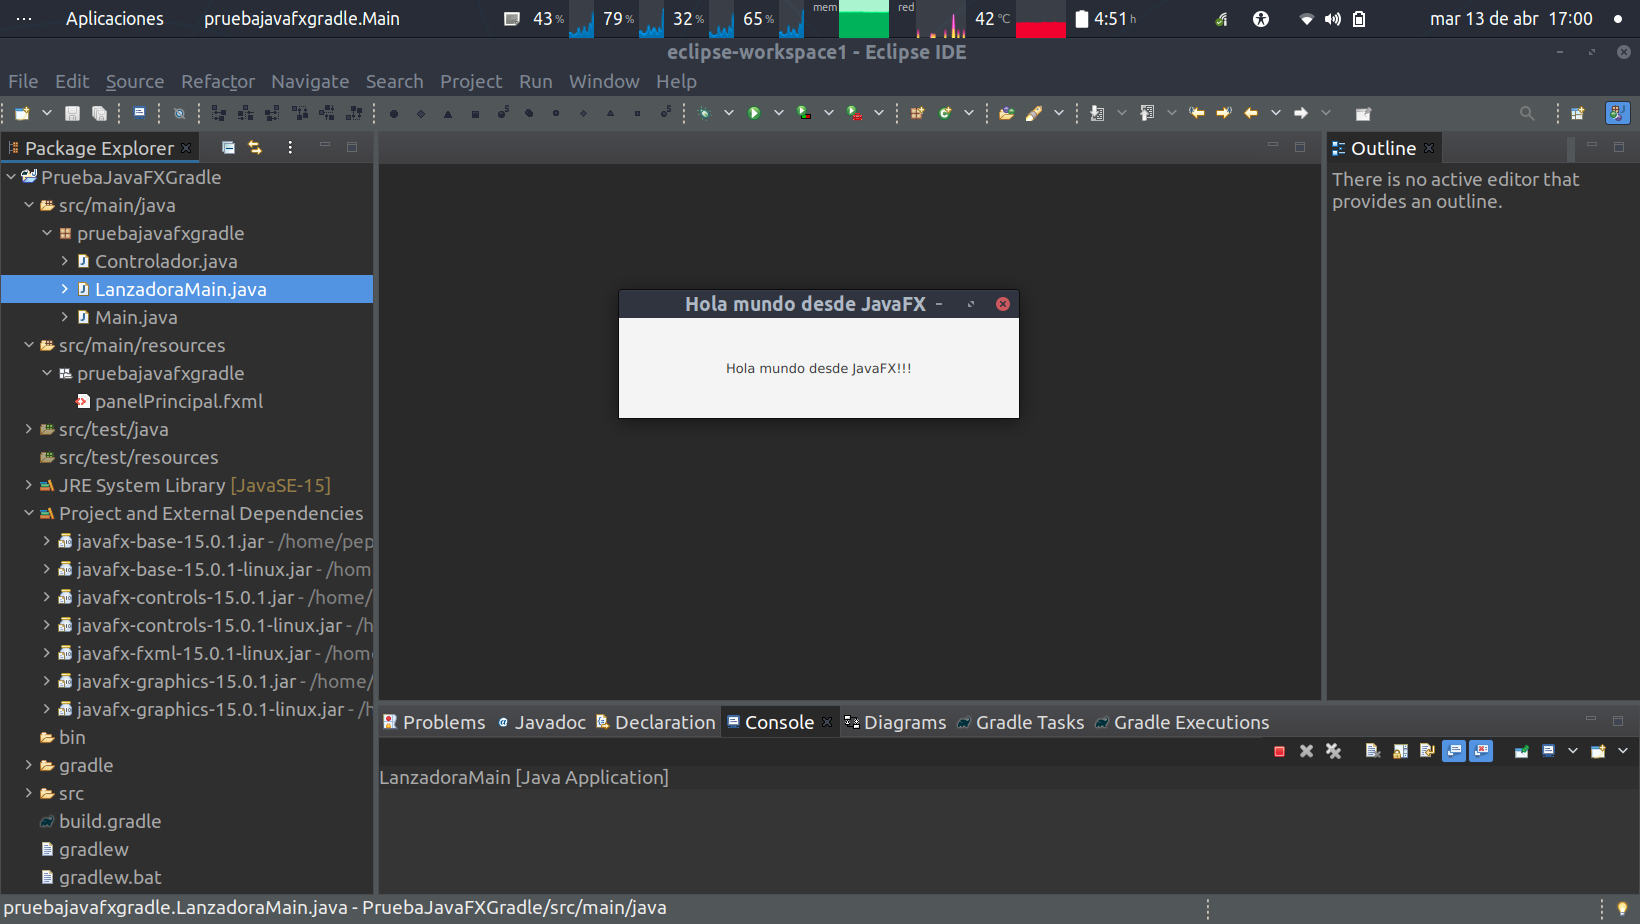 Aplicaciones pruebajavafxgradle.Main 43% 79% 32% 65% mem red 42 °C 4:51h mar 13 de abr 17:00
eclipse-workspace1 - Eclipse IDE
File Edit Source Refactor Navigate Search Project Run Window Help
Package Explorer
PruebaJavaFXGradle
src/main/java
pruebajavafxgradle
Controlador.java
LanzadoraMain.java
Main.java
src/main/resources
pruebajavafxgradle
panelPrincipal.fxml
src/test/java
src/test/resources
JRE System Library [JavaSE-15]
Project and External Dependencies
javafx-base-15.0.1.jar - /home/pep
javafx-base-15.0.1-linux.jar - /hom
javafx-controls-15.0.1.jar - /home/
javafx-controls-15.0.1-linux.jar - /h
javafx-fxml-15.0.1-linux.jar - /hom
javafx-graphics-15.0.1.jar - /home/
javafx-graphics-15.0.1-linux.jar - /h
bin
gradle
src
build.gradle
gradlew
gradlew.bat
Hola mundo desde JavaFX
Hola mundo desde JavaFX!!!
Outline
There is no active editor that
provides an outline.
Problems Javadoc Declaration Console Diagrams Gradle Tasks Gradle Executions
LanzadoraMain [Java Application]
pruebajavafxgradle.LanzadoraMain.java - PruebaJavaFXGradle/src/main/java